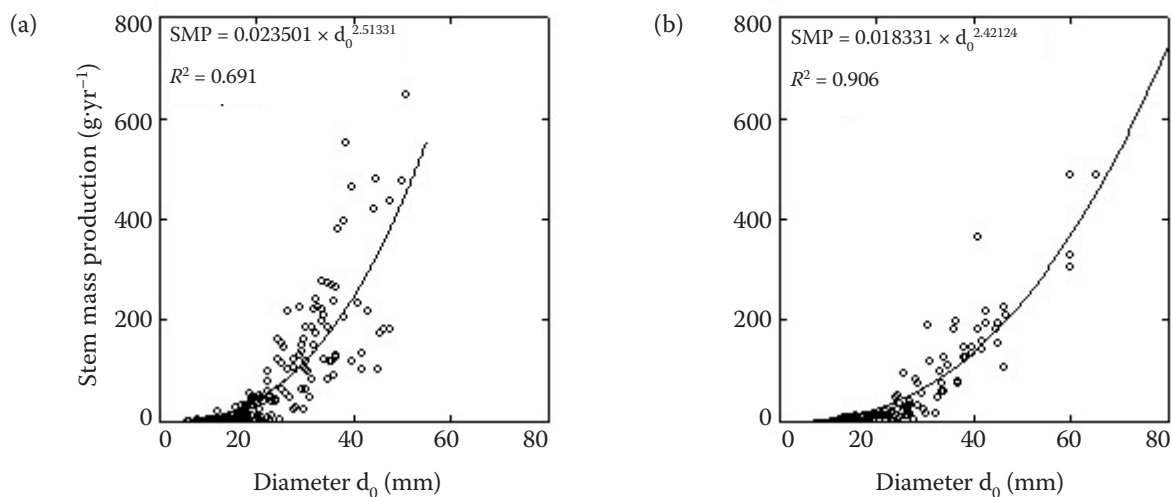 (a)
800
600
400
200
0
SMP = 0.023501 × d₀^2.51331
R² = 0.691
Stem mass production (g·yr⁻¹)
0 20 40 60 80
Diameter d₀ (mm)
(b)
800
600
400
200
0
SMP = 0.018331 × d₀^2.42124
R² = 0.906
0 20 40 60 80
Diameter d₀ (mm)